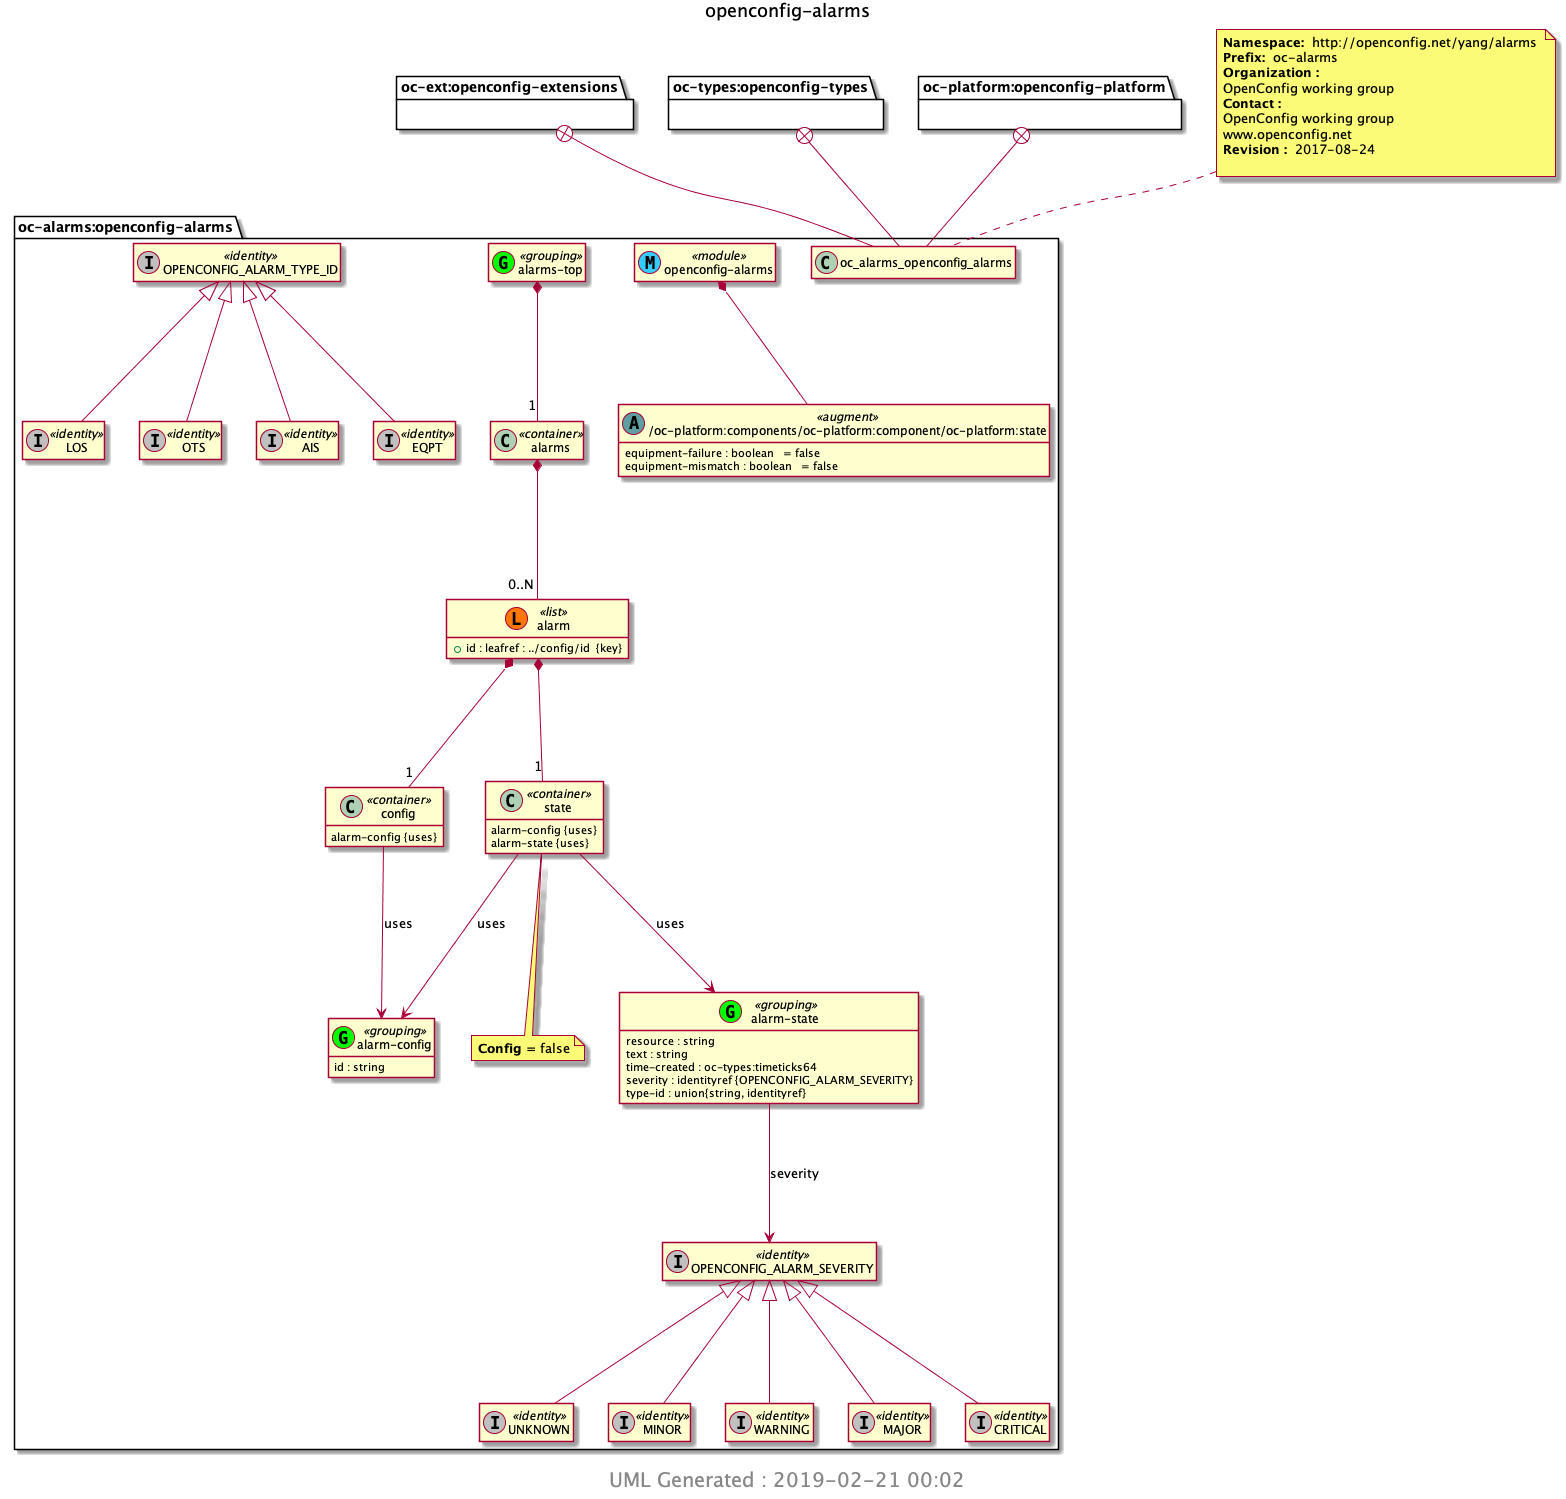 openconfig-alarms
Namespace: http://openconfig.net/yang/alarms
Prefix: oc-alarms
Organization :
OpenConfig working group
Contact :
OpenConfig working group
www.openconfig.net
Revision : 2017-08-24
oc-ext:openconfig-extensions
oc-types:openconfig-types
oc-platform:openconfig-platform
oc-alarms:openconfig-alarms
I «identity»
OPENCONFIG_ALARM_TYPE_ID
G «grouping»
alarms-top
M «module»
openconfig-alarms
C oc_alarms_openconfig_alarms
1
I «identity»
LOS
I «identity»
OTS
I «identity»
AIS
I «identity»
EQPT
C «container»
alarms
A «augment»
/oc-platform:components/oc-platform:component/oc-platform:state
equipment-failure : boolean = false
equipment-mismatch : boolean = false
0..N
L «list»
alarm
id : leafref : ../config/id {key}
1
1
C «container»
config
alarm-config {uses}
C «container»
state
alarm-config {uses}
alarm-state {uses}
uses
uses
uses
G «grouping»
alarm-config
id : string
Config = false
G «grouping»
alarm-state
resource : string
text : string
time-created : oc-types:timeticks64
severity : identityref {OPENCONFIG_ALARM_SEVERITY}
type-id : union{string, identityref}
severity
I «identity»
OPENCONFIG_ALARM_SEVERITY
I «identity»
UNKNOWN
I «identity»
MINOR
I «identity»
WARNING
I «identity»
MAJOR
I «identity»
CRITICAL
UML Generated : 2019-02-21 00:02